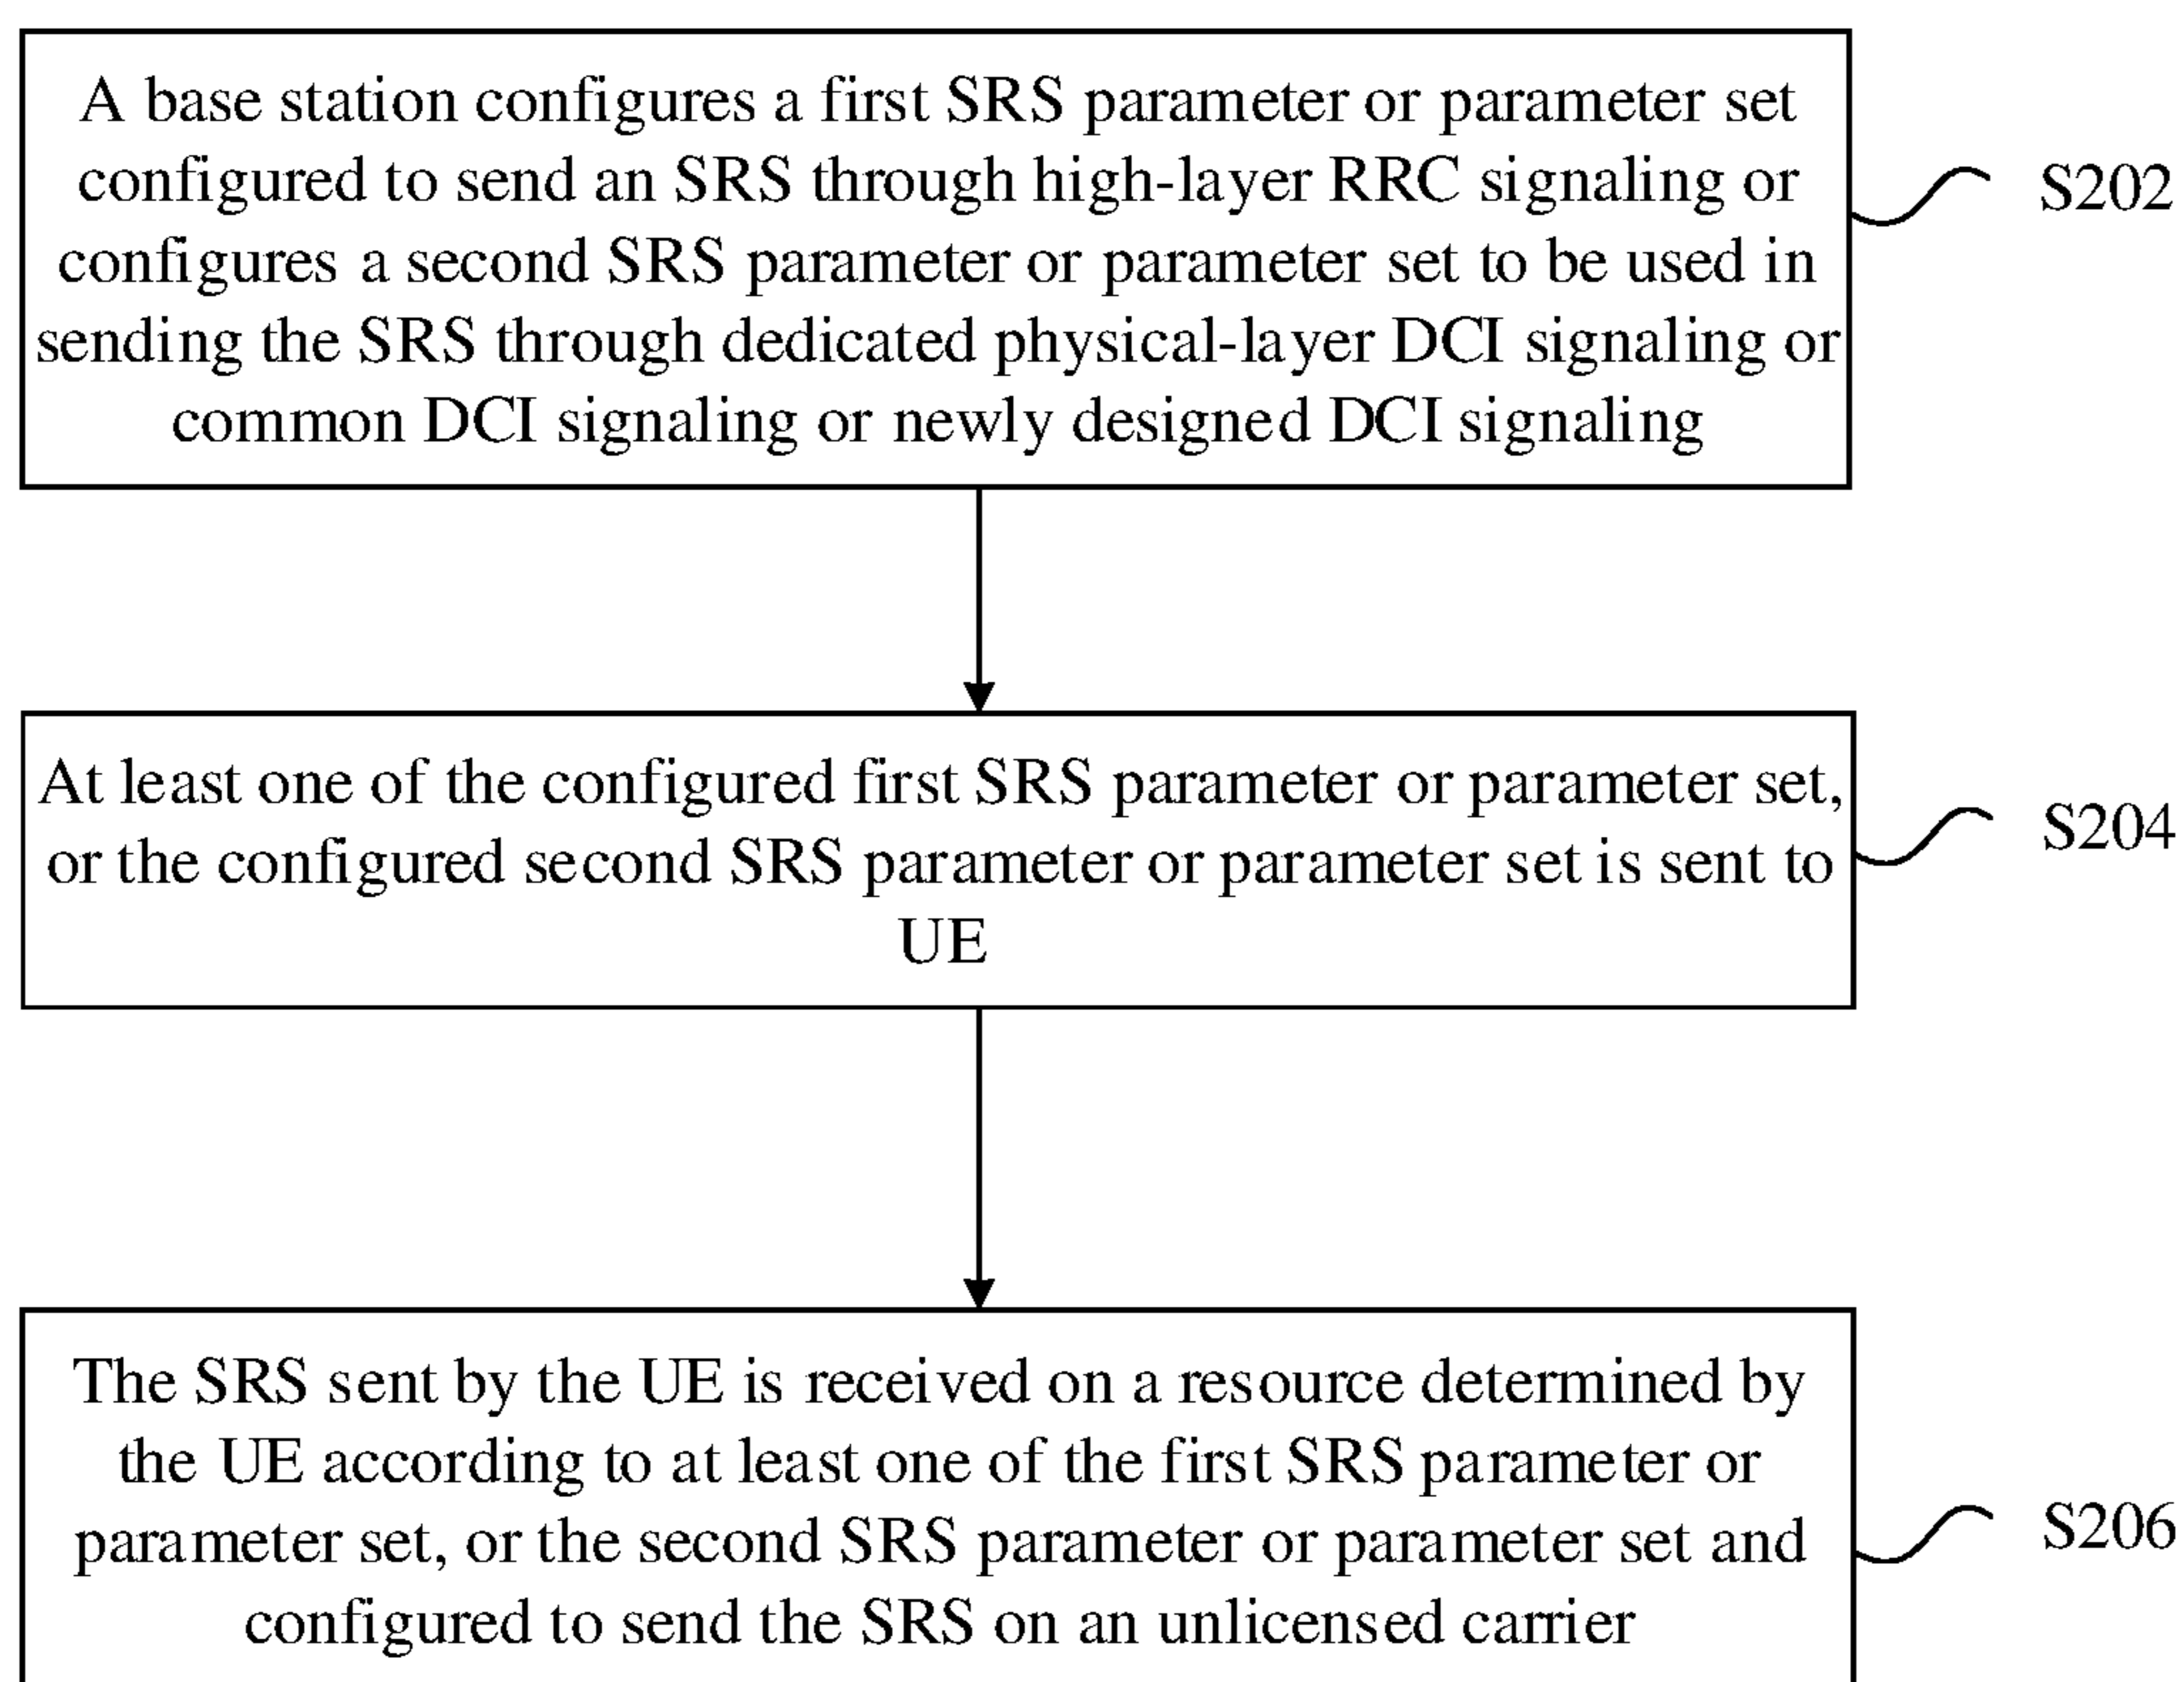 A base station configures a first SRS parameter or parameter set
configured to send an SRS through high-layer RRC signaling or
configures a second SRS parameter or parameter set to be used in
sending the SRS through dedicated physical-layer DCI signaling or
common DCI signaling or newly designed DCI signaling
S202
At least one of the configured first SRS parameter or parameter set,
or the configured second SRS parameter or parameter set is sent to
UE
S204
The SRS sent by the UE is received on a resource determined by
the UE according to at least one of the first SRS parameter or
parameter set, or the second SRS parameter or parameter set and
configured to send the SRS on an unlicensed carrier
S206